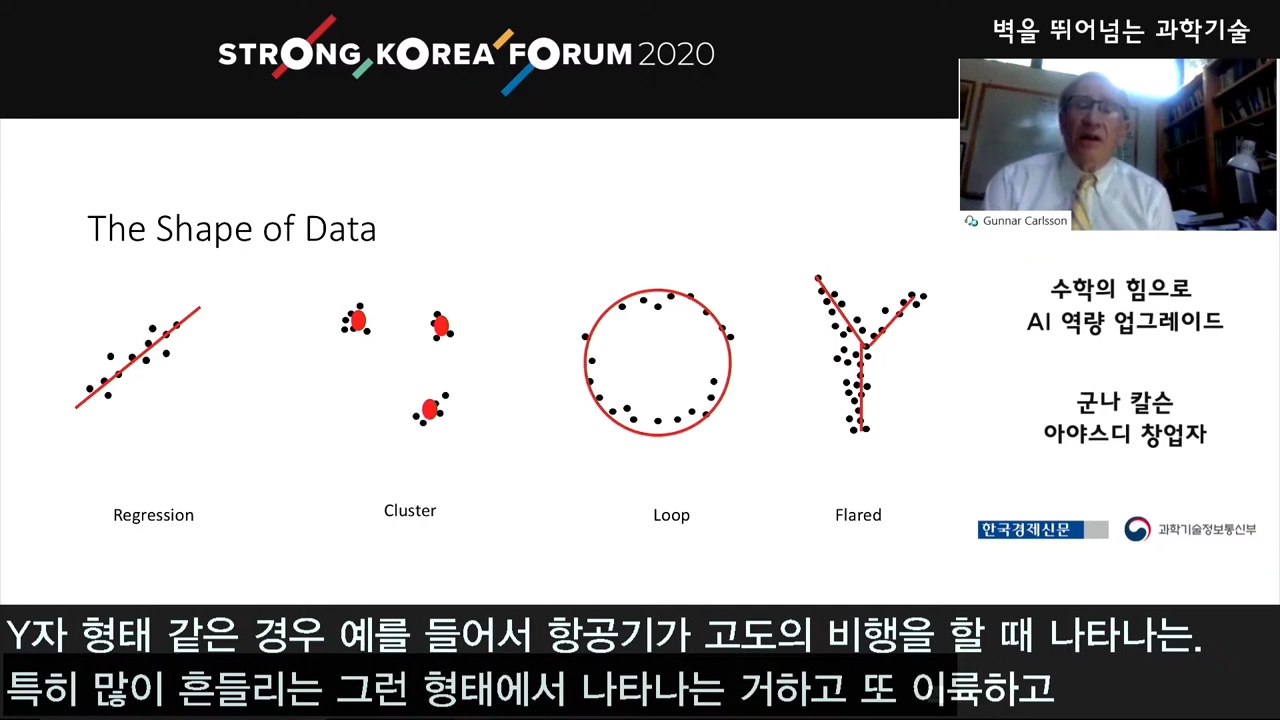 STRONG KOREA FORUM 2020
벽을 뛰어넘는 과학기술
Gunnar Carlsson
The Shape of Data
수학의 힘으로
AI 역량 업그레이드
군나 칼슨
아야스디 창업자
Regression
Cluster
Loop
Flared
한국경제신문
과학기술정보통신부
Y자 형태 같은 경우 예를 들어서 항공기가 고도의 비행을 할 때 나타나는.
특히 많이 흔들리는 그런 형태에서 나타나는 거하고 또 이륙하고